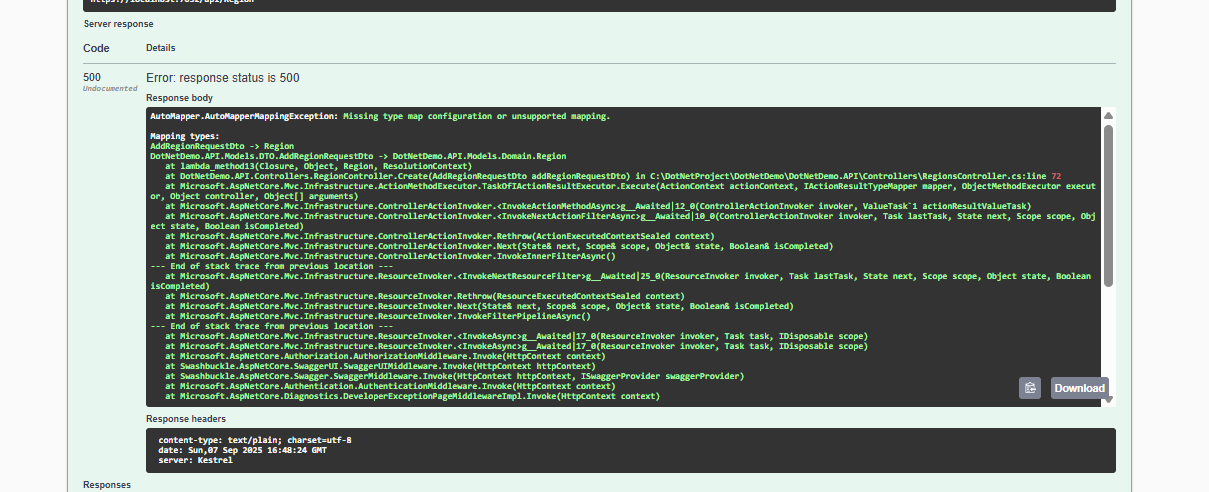 Server response
Code Details
500 Error: response status is 500
Undocumented
Response body
AutoMapper.AutoMapperMappingException: Missing type map configuration or unsupported mapping.
Mapping types:
AddRegionRequestDto -> Region
DotNetDemo.API.Models.DTO.AddRegionRequestDto -> DotNetDemo.API.Models.Domain.Region
at lambda_method13(Closure, Object, Region, ResolutionContext)
at DotNetDemo.API.Controllers.RegionController.Create(AddRegionRequestDto addRegionRequestDto) in C:\DotNetProject\DotNetDemo\DotNetDemo.API\Controllers\RegionsController.cs:line 72
at Microsoft.AspNetCore.Mvc.Infrastructure.ActionMethodExecutor.TaskOfIActionResultExecutor.Execute(ActionContext actionContext, IActionResultTypeMapper mapper, ObjectMethodExecutor execut
or, Object controller, Object[] arguments)
at Microsoft.AspNetCore.Mvc.Infrastructure.ControllerActionInvoker.<InvokeActionMethodAsync>g__Awaited|12_0(ControllerActionInvoker invoker, ValueTask`1 actionResultValueTask)
at Microsoft.AspNetCore.Mvc.Infrastructure.ControllerActionInvoker.<InvokeNextActionFilterAsync>g__Awaited|10_0(ControllerActionInvoker invoker, Task lastTask, State next, Scope scope, Obj
ect state, Boolean isCompleted)
at Microsoft.AspNetCore.Mvc.Infrastructure.ControllerActionInvoker.Rethrow(ActionExecutedContextSealed context)
at Microsoft.AspNetCore.Mvc.Infrastructure.ControllerActionInvoker.Next(State& next, Scope& scope, Object& state, Boolean& isCompleted)
at Microsoft.AspNetCore.Mvc.Infrastructure.ControllerActionInvoker.InvokeInnerFilterAsync()
--- End of stack trace from previous location ---
at Microsoft.AspNetCore.Mvc.Infrastructure.ResourceInvoker.<InvokeNextResourceFilter>g__Awaited|25_0(ResourceInvoker invoker, Task lastTask, State next, Scope scope, Object state, Boolean
isCompleted)
at Microsoft.AspNetCore.Mvc.Infrastructure.ResourceInvoker.Rethrow(ResourceExecutedContextSealed context)
at Microsoft.AspNetCore.Mvc.Infrastructure.ResourceInvoker.Next(State& next, Scope& scope, Object& state, Boolean& isCompleted)
at Microsoft.AspNetCore.Mvc.Infrastructure.ResourceInvoker.InvokeFilterPipelineAsync()
--- End of stack trace from previous location ---
at Microsoft.AspNetCore.Mvc.Infrastructure.ResourceInvoker.<InvokeAsync>g__Awaited|17_0(ResourceInvoker invoker, Task task, IDisposable scope)
at Microsoft.AspNetCore.Mvc.Infrastructure.ResourceInvoker.<InvokeAsync>g__Awaited|17_0(ResourceInvoker invoker, Task task, IDisposable scope)
at Microsoft.AspNetCore.Authorization.AuthorizationMiddleware.Invoke(HttpContext context)
at Swashbuckle.AspNetCore.SwaggerUI.SwaggerUIMiddleware.Invoke(HttpContext httpContext)
at Swashbuckle.AspNetCore.Swagger.SwaggerMiddleware.Invoke(HttpContext httpContext, ISwaggerProvider swaggerProvider)
at Microsoft.AspNetCore.Authentication.AuthenticationMiddleware.Invoke(HttpContext context)
at Microsoft.AspNetCore.Diagnostics.DeveloperExceptionPageMiddlewareImpl.Invoke(HttpContext context)
Download
Response headers
content-type: text/plain; charset=utf-8
date: Sun,07 Sep 2025 16:48:24 GMT
server: Kestrel
Responses